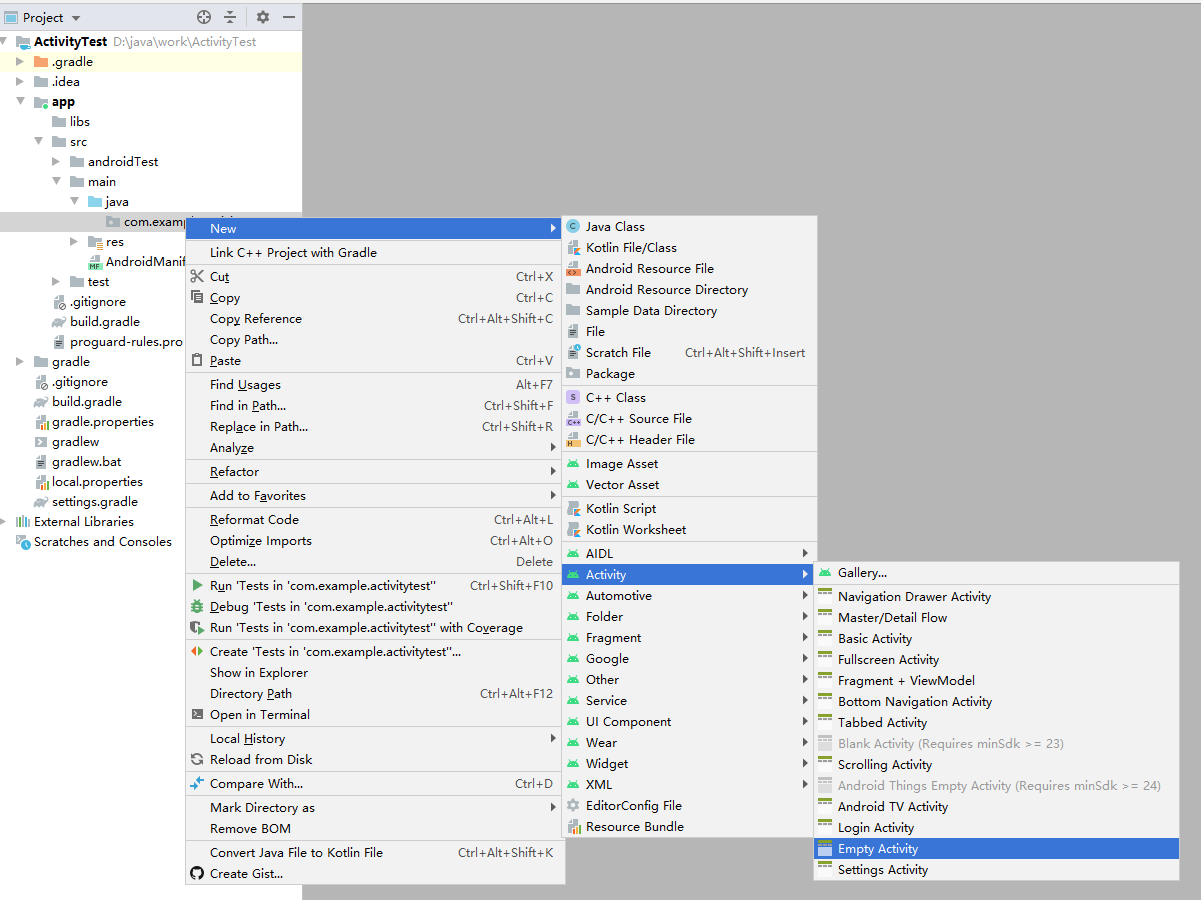 Project
ActivityTest D:\java\work\ActivityTest
.gradle
.idea
app
libs
src
androidTest
main
java
res
test
.gitignore
build.gradle
proguard-rules.pro
gradle
.gitignore
build.gradle
gradle.properties
gradlew
gradlew.bat
local.properties
settings.gradle
External Libraries
Scratches and Consoles
New
Link C++ Project with Gradle
Cut Ctrl+X
Copy Ctrl+C
Copy Reference Ctrl+Alt+Shift+C
Copy Path...
Paste Ctrl+V
Find Usages Alt+F7
Find in Path... Ctrl+Shift+F
Replace in Path... Ctrl+Shift+R
Analyze
Refactor
Add to Favorites
Reformat Code Ctrl+Alt+L
Optimize Imports Ctrl+Alt+O
Delete... Delete
Run 'Tests in 'com.example.activitytest'' Ctrl+Shift+F10
Debug 'Tests in 'com.example.activitytest''
Run 'Tests in 'com.example.activitytest'' with Coverage
Create 'Tests in 'com.example.activitytest''...
Show in Explorer
Directory Path Ctrl+Alt+F12
Open in Terminal
Local History
Reload from Disk
Compare With... Ctrl+D
Mark Directory as
Remove BOM
Convert Java File to Kotlin File Ctrl+Alt+Shift+K
Create Gist...
Java Class
Kotlin File/Class
Android Resource File
Android Resource Directory
Sample Data Directory
File
Scratch File Ctrl+Alt+Shift+Insert
Package
C++ Class
C/C++ Source File
C/C++ Header File
Image Asset
Vector Asset
Kotlin Script
Kotlin Worksheet
AIDL
Activity
Automotive
Folder
Fragment
Google
Other
Service
UI Component
Wear
Widget
XML
EditorConfig File
Resource Bundle
Gallery...
Navigation Drawer Activity
Master/Detail Flow
Basic Activity
Fullscreen Activity
Fragment + ViewModel
Bottom Navigation Activity
Tabbed Activity
Blank Activity (Requires minSdk >= 23)
Scrolling Activity
Android Things Empty Activity (Requires minSdk >= 24)
Android TV Activity
Login Activity
Empty Activity
Settings Activity